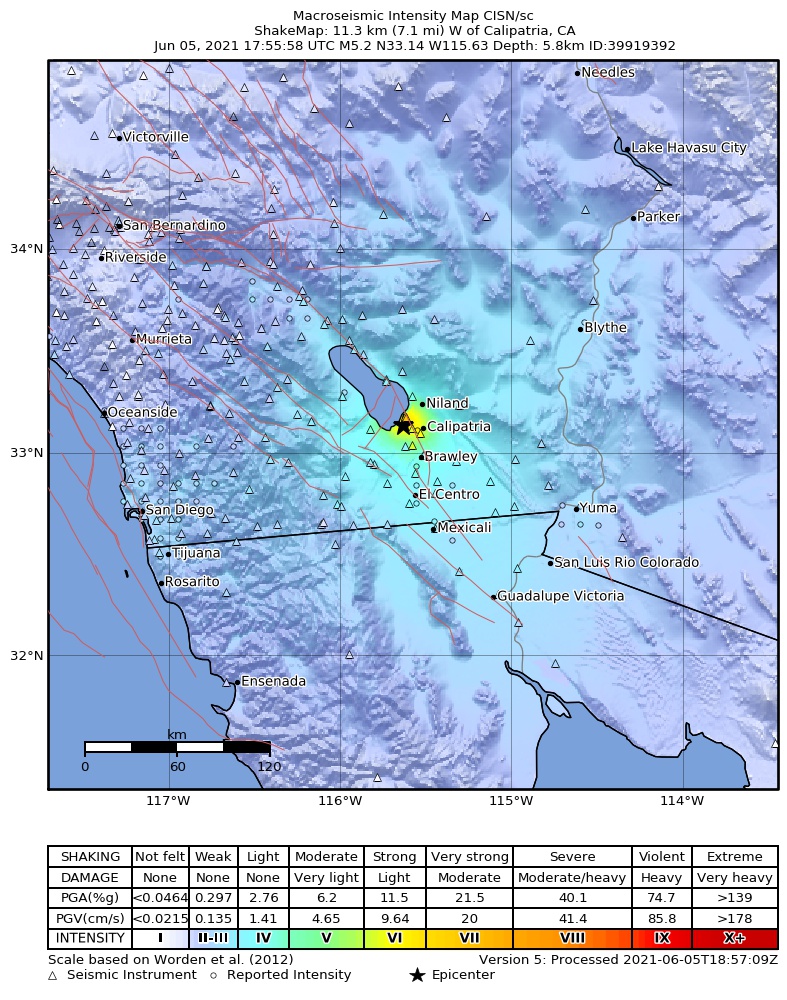 Macroseismic Intensity Map CISN/sc
ShakeMap: 11.3 km (7.1 mi) W of Calipatria, CA
Jun 05, 2021 17:55:58 UTC M5.2 N33.14 W115.63 Depth: 5.8km ID:39919392
Needles
Victorville
Lake Havasu City
Parker
San Bernardino
34°N
Riverside
Blythe
Murrieta
Niland
Oceanside
Calipatria
33°N
Brawley
El Centro
San Diego
Yuma
Mexicali
Tijuana
San Luis Rio Colorado
Rosarito
Guadalupe Victoria
32°N
Ensenada
km
0 60 120
117°W 116°W 115°W 114°W
SHAKING Not felt Weak Light Moderate Strong Very strong Severe Violent Extreme
DAMAGE None None None Very light Light Moderate Moderate/heavy Heavy Very heavy
PGA(%g) <0.0464 0.297 2.76 6.2 11.5 21.5 40.1 74.7 >139
PGV(cm/s) <0.0215 0.135 1.41 4.65 9.64 20 41.4 85.8 >178
INTENSITY I II-III IV V VI VII VIII IX X+
Scale based on Worden et al. (2012) Version 5: Processed 2021-06-05T18:57:09Z
△ Seismic Instrument ○ Reported Intensity ★ Epicenter